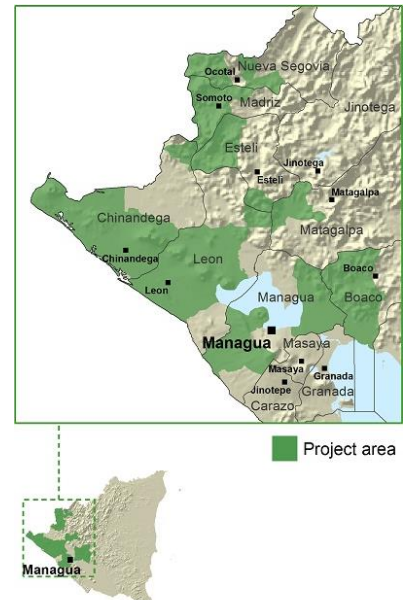 Nueva Segovia
Ocotal
Somoto
Madriz
Jinotega
Esteli
Jinotega
Esteli
Matagalpa
Chinandega
Matagalpa
Chinandega
Leon
Boaco
Leon
Managua
Boaco
Managua
Masaya
Masaya
Granada
Jinotepe
Granada
Carazo
Project area
Managua